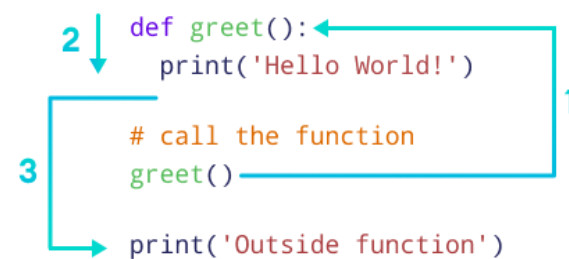 2 def greet():
print('Hello World!')
# call the function
3 greet()
print('Outside function')